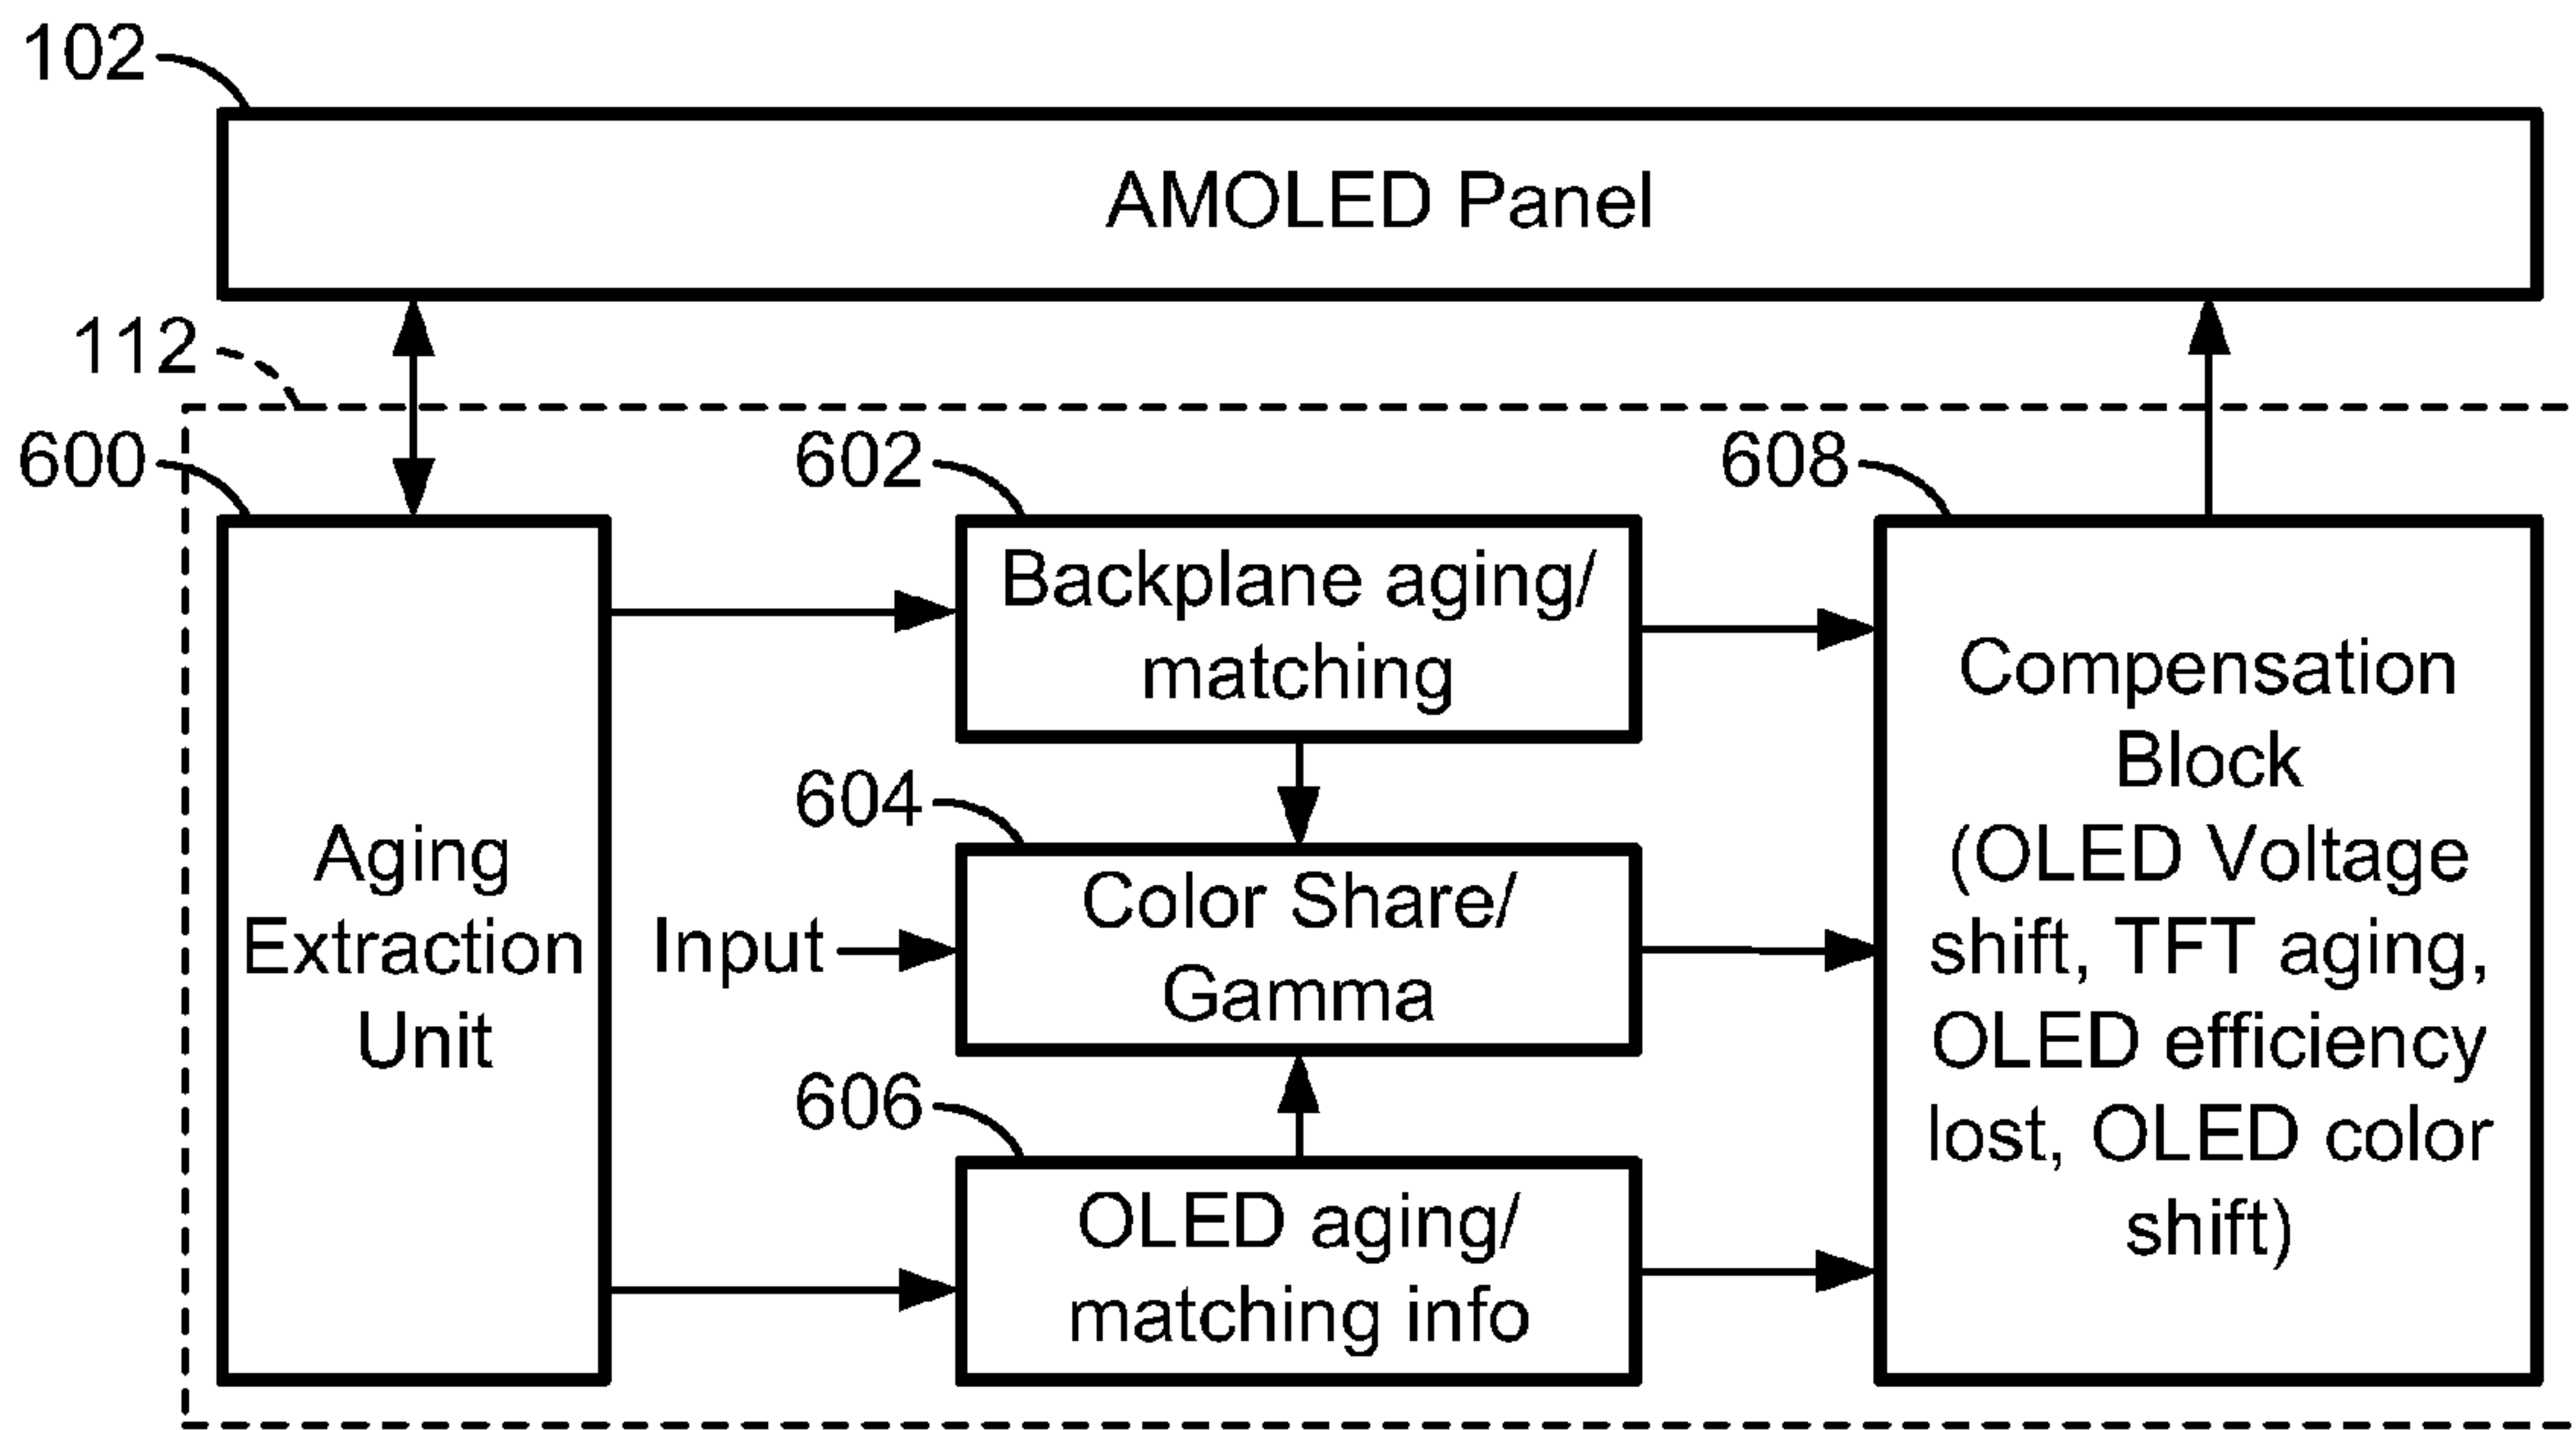 102
AMOLED Panel
112
600
602
608
Backplane aging/
matching
Compensation
Block
(OLED Voltage
shift, TFT aging,
OLED efficiency
lost, OLED color
shift)
604
Aging
Extraction
Unit
Input
Color Share/
Gamma
606
OLED aging/
matching info